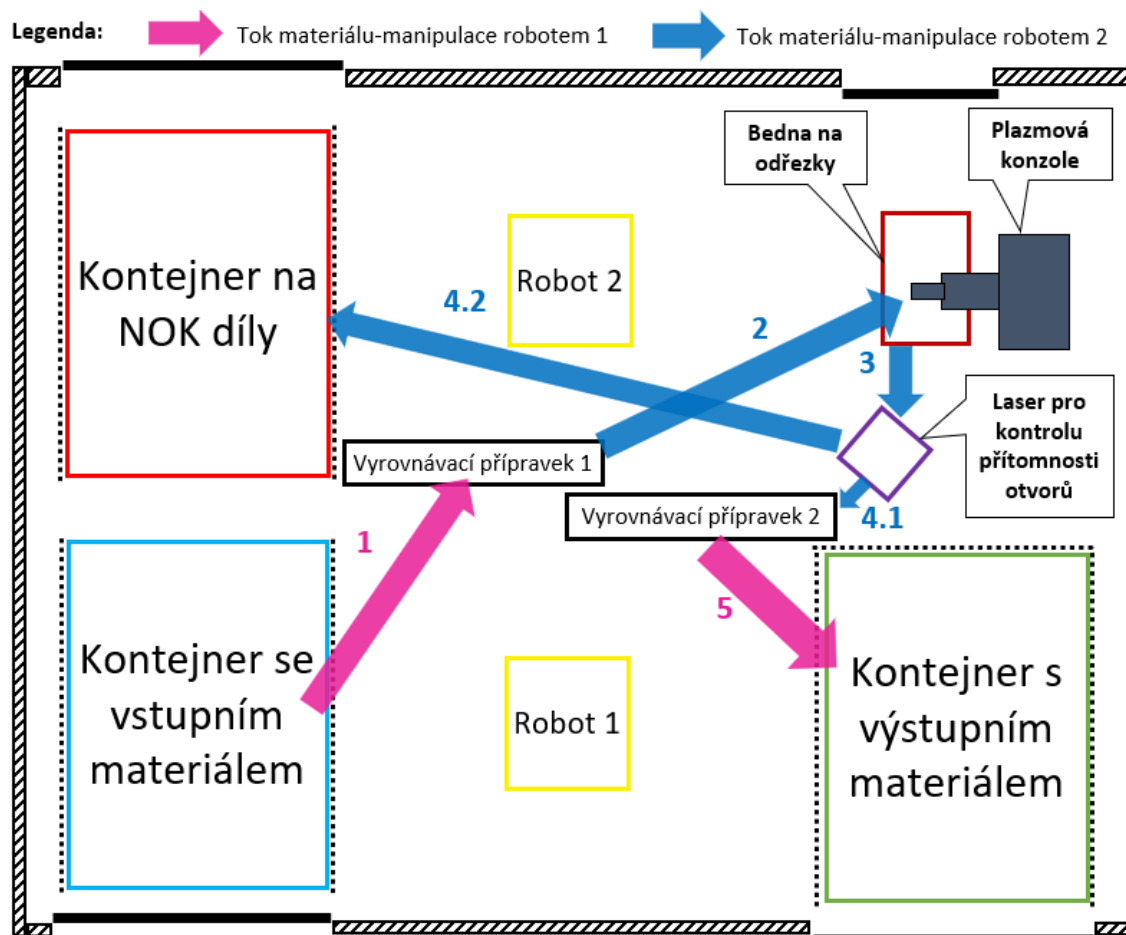 Legenda:
Tok materiálu-manipulace robotem 1
Tok materiálu-manipulace robotem 2
Bedna na
odřezky
Plazmová
konzole
Kontejner na
NOK díly
Robot 2
4.2
2
3
Laser pro
kontrolu
přítomnosti
otvorů
Vyrovnávací přípravek 1
Vyrovnávací přípravek 2
4.1
1
5
Kontejner se
vstupním
materiálem
Robot 1
Kontejner s
výstupním
materiálem